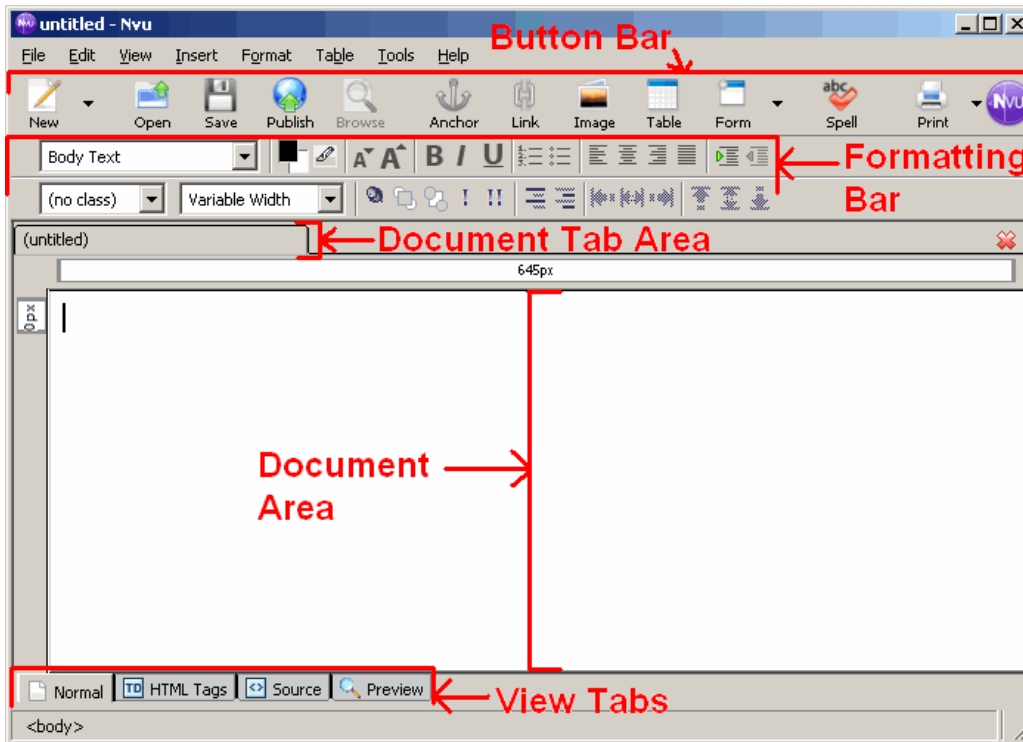 untitled - Nvu
Button Bar
File Edit View Insert Format Table Tools Help
New Open Save Publish Browse Anchor Link Image Table Form Spell Print Nvu
Body Text
Formatting
Bar
(no class) Variable Width
(untitled)
Document Tab Area
645px
0px
Document
Area
Normal HTML Tags Source Preview
View Tabs
<body>